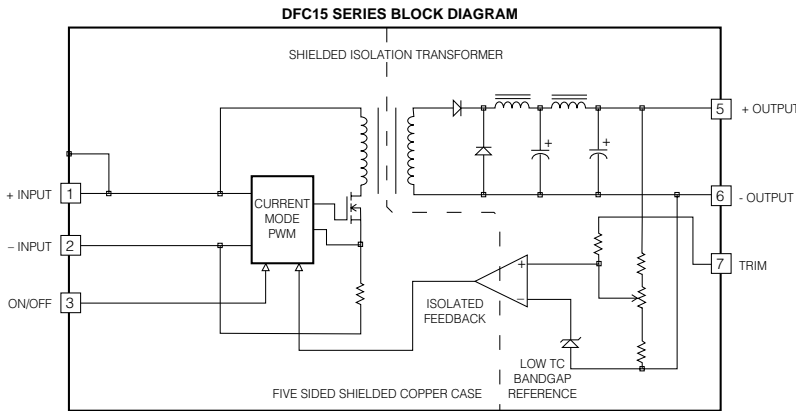 DFC15 SERIES BLOCK DIAGRAM
SHIELDED ISOLATION TRANSFORMER
5
+ OUTPUT
+
+
+ INPUT
1
6
- OUTPUT
CURRENT
MODE
PWM
– INPUT
2
7
TRIM
+
–
ON/OFF
3
ISOLATED
FEEDBACK
LOW TC
BANDGAP
REFERENCE
FIVE SIDED SHIELDED COPPER CASE